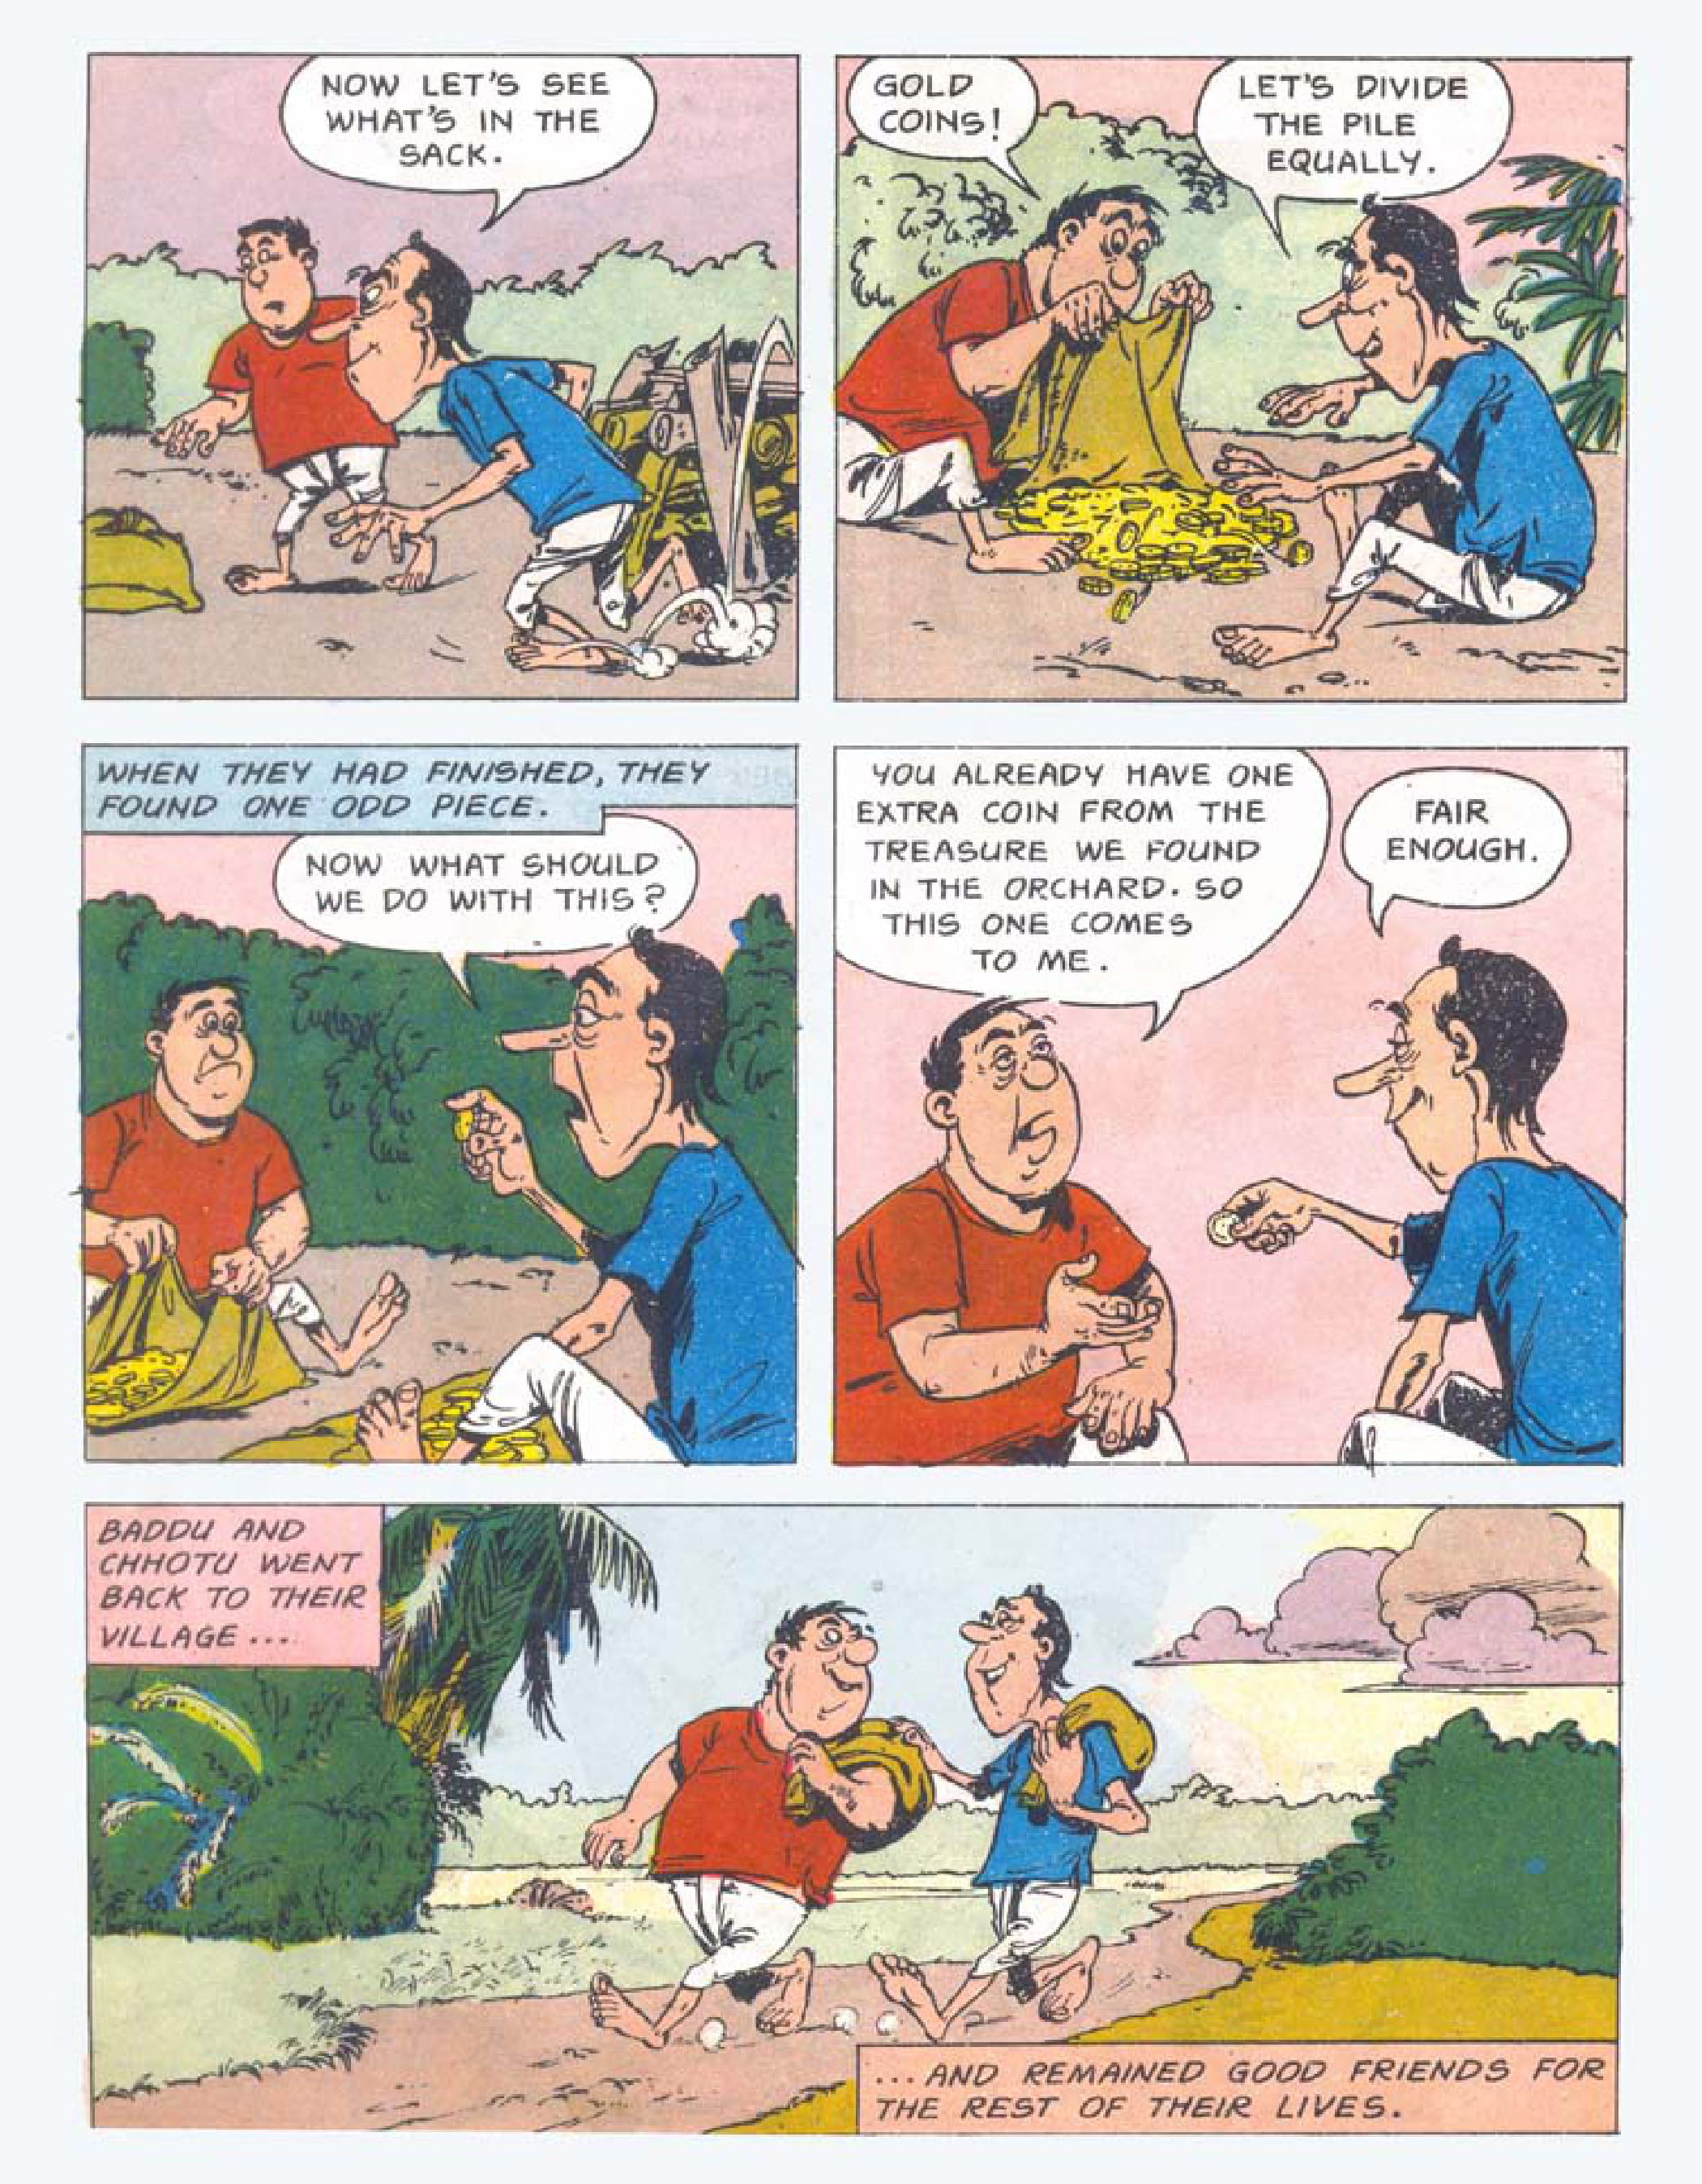 NOW LET'S SEE
WHAT'S IN THE
SACK.
GOLD
COINS!
LET'S DIVIDE
THE PILE
EQUALLY.
WHEN THEY HAD FINISHED, THEY
FOUND ONE ODD PIECE.
NOW WHAT SHOULD
WE DO WITH THIS?
YOU ALREADY HAVE ONE
EXTRA COIN FROM THE
TREASURE WE FOUND
IN THE ORCHARD. SO
THIS ONE COMES
TO ME.
FAIR
ENOUGH.
BADDU AND
CHHOTU WENT
BACK TO THEIR
VILLAGE ...
...AND REMAINED GOOD FRIENDS FOR
THE REST OF THEIR LIVES.